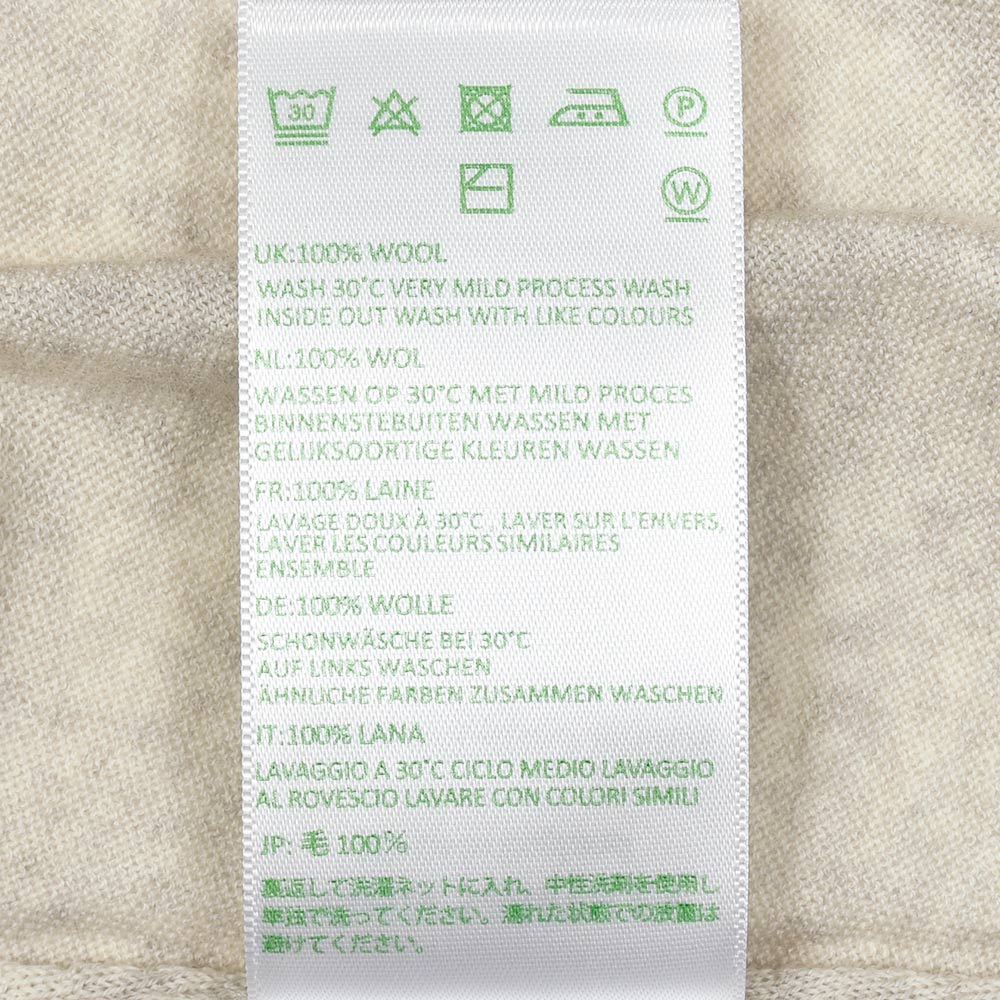 30
P
W
UK:100% WOOL
WASH 30°C VERY MILD PROCESS WASH
INSIDE OUT WASH WITH LIKE COLOURS
NL:100% WOL
WASSEN OP 30°C MET MILD PROCES
BINNENSTEBUITEN WASSEN MET
GELIJKSOORTIGE KLEUREN WASSEN
FR:100% LAINE
LAVAGE DOUX À 30°C , LAVER SUR L'ENVERS,
LAVER LES COULEURS SIMILAIRES
ENSEMBLE
DE:100% WOLLE
SCHONWÄSCHE BEI 30°C
AUF LINKS WASCHEN
ÄHNLICHE FARBEN ZUSAMMEN WASCHEN
IT:100% LANA
LAVAGGIO A 30°C CICLO MEDIO LAVAGGIO
AL ROVESCIO LAVARE CON COLORI SIMILI
JP: 毛 100%
裏返して洗濯ネットに入れ、中性洗剤を使用し
単独で洗ってください。濡れた状態での放置は
避けてください。